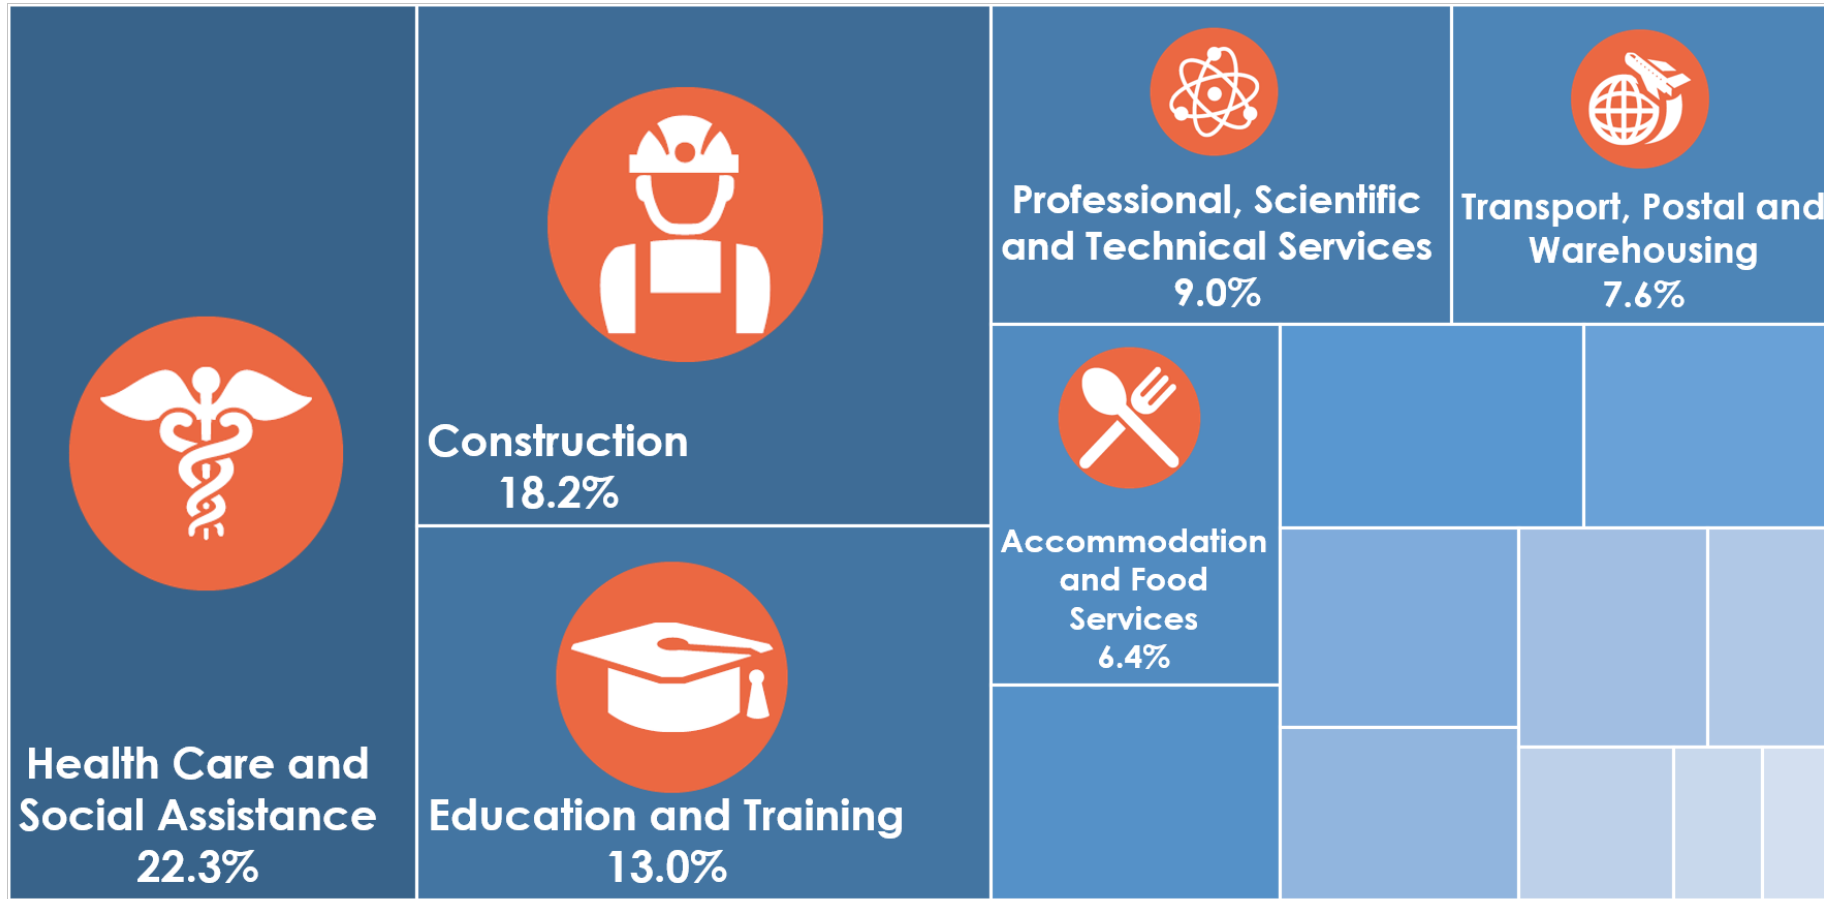 Health Care and
Social Assistance
22.3%
Construction
18.2%
Education and Training
13.0%
Professional, Scientific
and Technical Services
9.0%
Transport, Postal and
Warehousing
7.6%
Accommodation
and Food
Services
6.4%